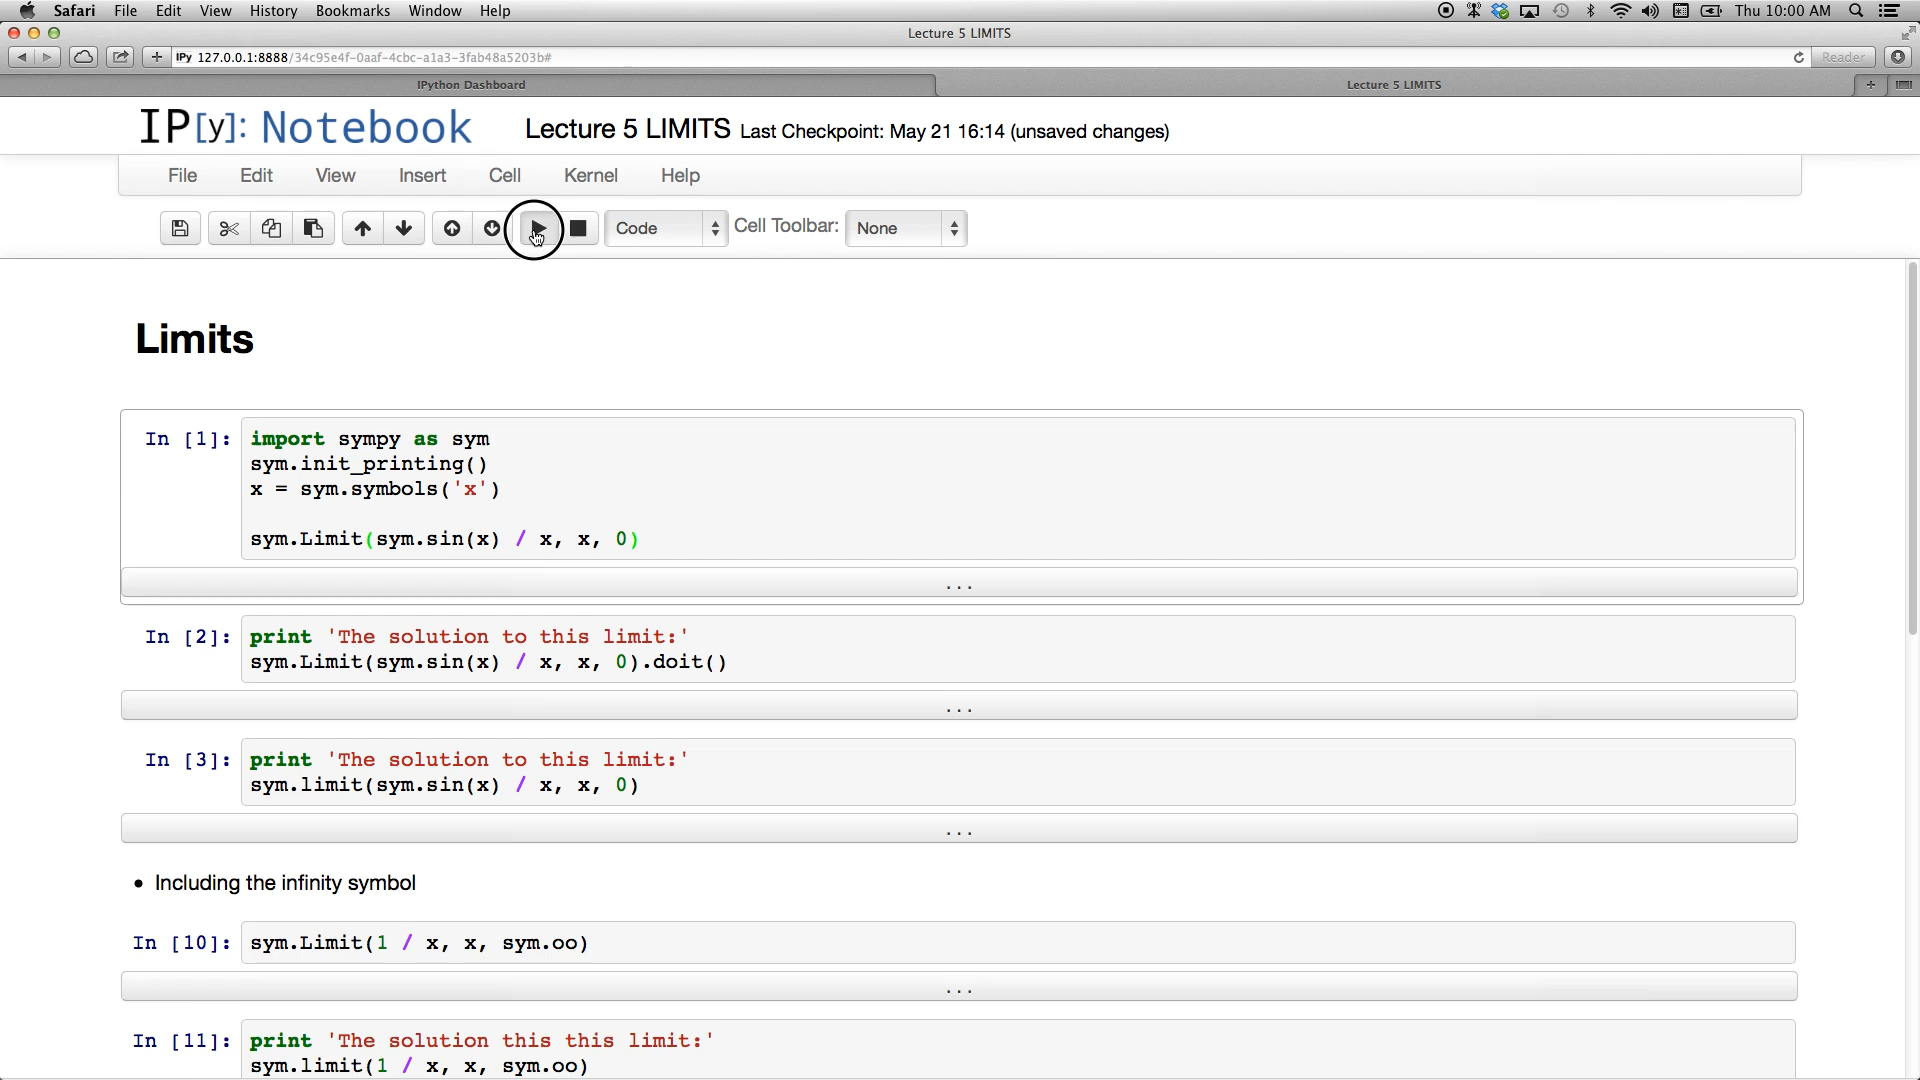 Safari File Edit View History Bookmarks Window Help Thu 10:00 AM
Lecture 5 LIMITS
IPy 127.0.0.1:8888/34c95e4f-0aaf-4cbc-a1a3-3fab48a5203b# Reader
IPython Dashboard Lecture 5 LIMITS
IP[y]: Notebook Lecture 5 LIMITS Last Checkpoint: May 21 16:14 (unsaved changes)
File Edit View Insert Cell Kernel Help
Code Cell Toolbar: None
Limits
In [1]: import sympy as sym
sym.init_printing()
x = sym.symbols('x')
sym.Limit(sym.sin(x) / x, x, 0)
...
In [2]: print 'The solution to this limit:'
sym.Limit(sym.sin(x) / x, x, 0).doit()
...
In [3]: print 'The solution to this limit:'
sym.limit(sym.sin(x) / x, x, 0)
...
• Including the infinity symbol
In [10]: sym.Limit(1 / x, x, sym.oo)
...
In [11]: print 'The solution this this limit:'
sym.limit(1 / x, x, sym.oo)